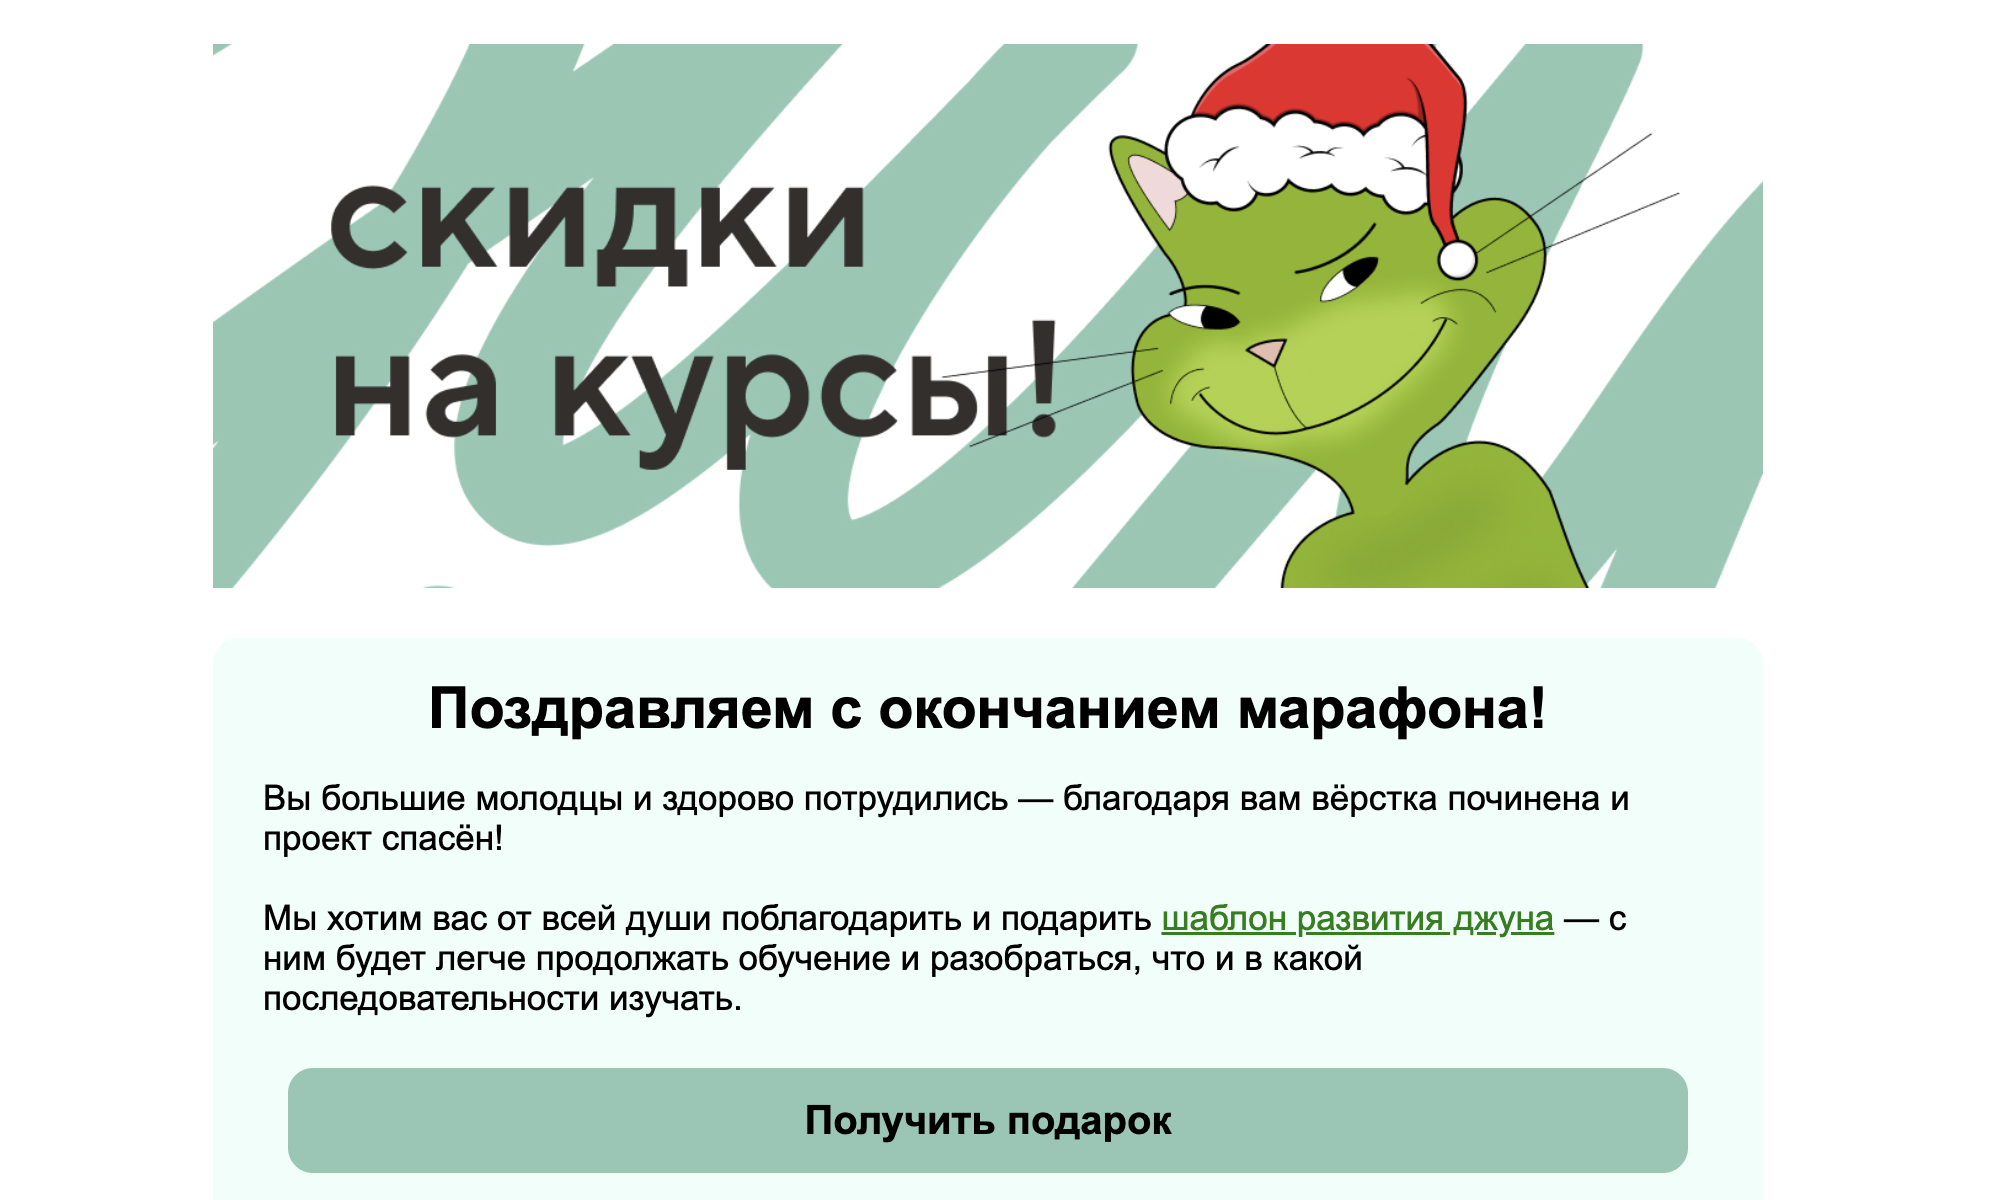 скидки
на курсы!
Поздравляем с окончанием марафона!
Вы большие молодцы и здорово потрудились — благодаря вам вёрстка починена и
проект спасён!
Мы хотим вас от всей души поблагодарить и подарить шаблон развития джуна — с
ним будет легче продолжать обучение и разобраться, что и в какой
последовательности изучать.
Получить подарок